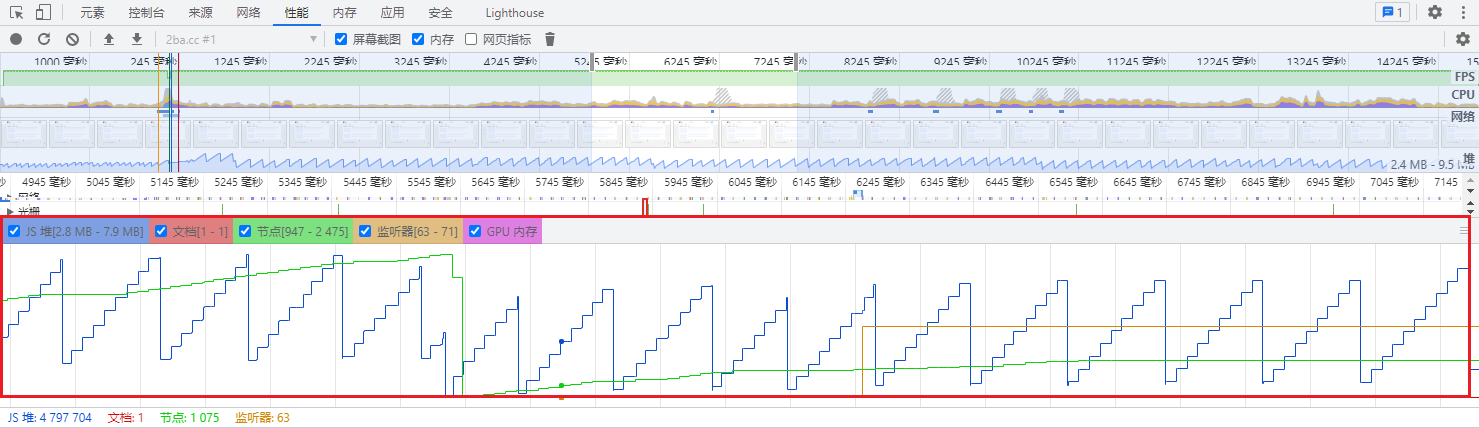 元素 控制台 来源 网络 性能 内存 应用 安全 Lighthouse 1
2ba.cc #1 屏幕截图 内存 网页指标
1000 毫秒 245 毫秒 1245 毫秒 2245 毫秒 3245 毫秒 4245 毫秒 6245 毫秒 7245 毫秒 8245 毫秒 9245 毫秒 10245 毫秒 11245 毫秒 12245 毫秒 13245 毫秒 14245 毫秒
FPS
CPU
网络
堆
2.4 MB - 9.5 MB
4945 毫秒 5045 毫秒 5145 毫秒 5245 毫秒 5345 毫秒 5445 毫秒 5545 毫秒 5645 毫秒 5745 毫秒 5845 毫秒 5945 毫秒 6045 毫秒 6145 毫秒 6245 毫秒 6345 毫秒 6445 毫秒 6545 毫秒 6645 毫秒 6745 毫秒 6845 毫秒 6945 毫秒 7045 毫秒 7145
网络
光栅
JS 堆[2.8 MB - 7.9 MB] 文档[1 - 1] 节点[947 - 2 475] 监听器[63 - 71] GPU 内存
JS 堆: 4 797 704 文档: 1 节点: 1 075 监听器: 63